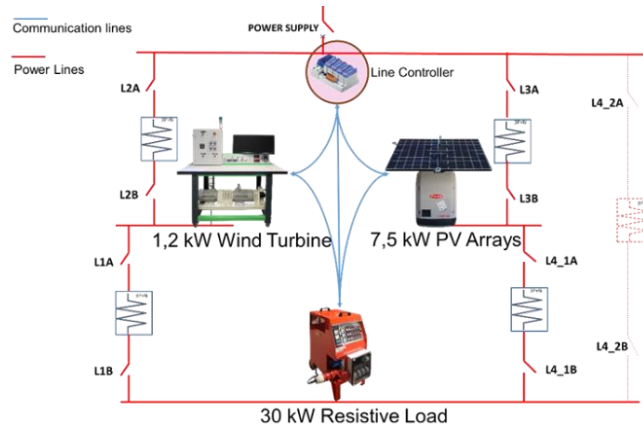 Communication lines
POWER SUPPLY
Power Lines
Line Controller
L2A
L3A
L4_2A
L2B
L3B
1,2 kW Wind Turbine
7,5 kW PV Arrays
L1A
L4_1A
L4_2B
L1B
L4_1B
30 kW Resistive Load